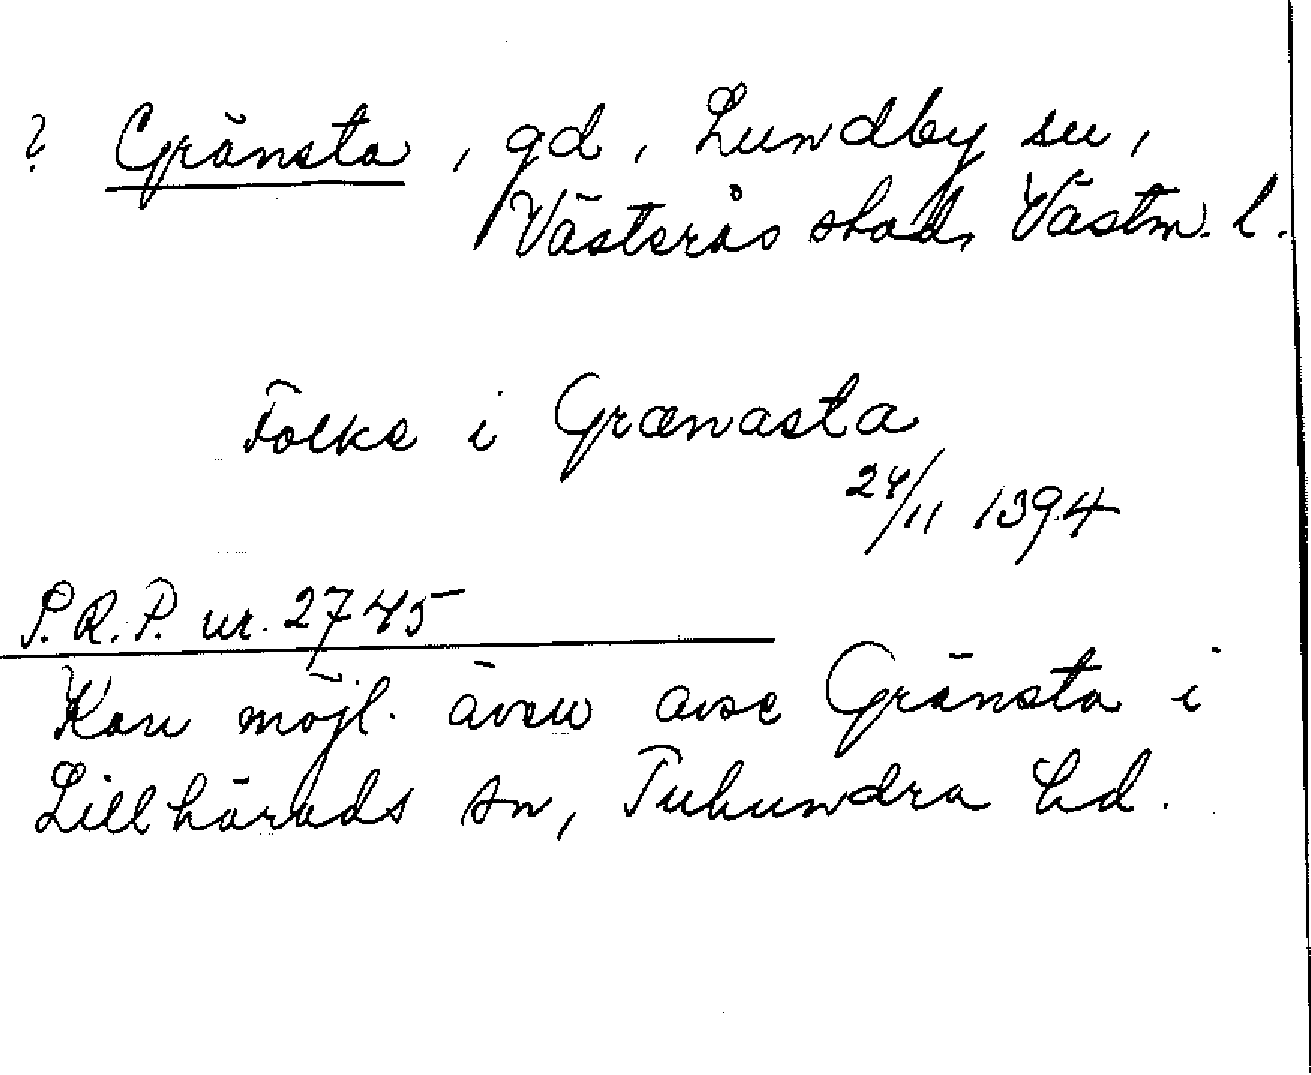 ? Gränsta, gd, Lundby sn,
Västerås stad, Västm. l.
Folke i Grænasta
24/11 1394
S.R.P. nr. 2745
Kan möjl. även avse Gränsta i
Lillhärads sn, Tuhundra hd.